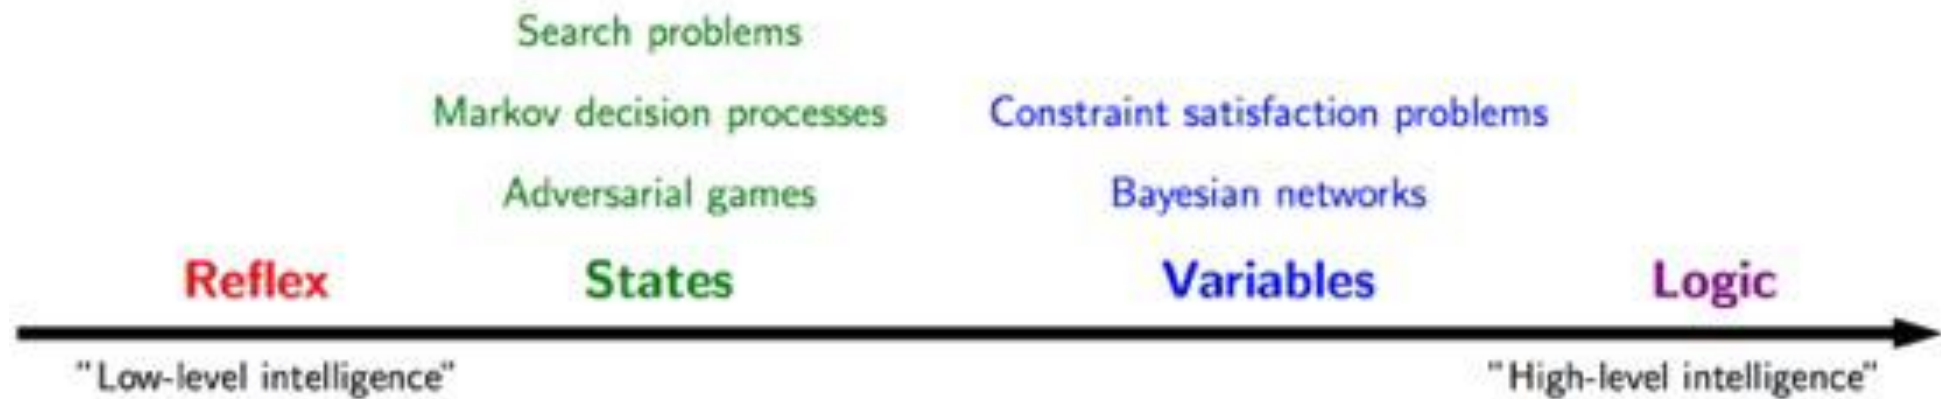 Search problems
Markov decision processes Constraint satisfaction problems
Adversarial games Bayesian networks
Reflex States Variables Logic
"Low-level intelligence" "High-level intelligence"